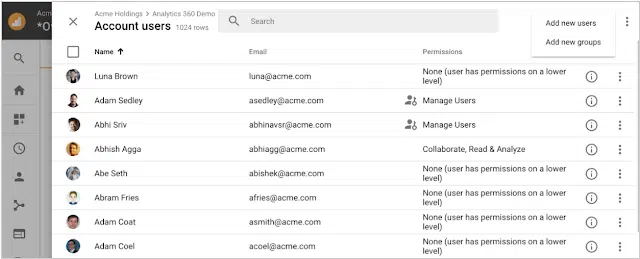 Acme
*O
Acme Holdings > Analytics 360 Demo
Account users 1024 rows
Search
Add new users
Add new groups
Name Email Permissions
Luna Brown luna@acme.com None (user has permissions on a lower
level)
Adam Sedley asedley@acme.com Manage Users
Abhi Sriv abhinavsr@acme.com Manage Users
Abhish Agga abhiagg@acme.com Collaborate, Read & Analyze
Abe Seth abishek@acme.com None (user has permissions on a lower
level)
Abram Fries afries@acme.com None (user has permissions on a lower
level)
Adam Coat asmith@acme.com None (user has permissions on a lower
level)
Adam Coel acoel@acme.com None (user has permissions on a lower
level)